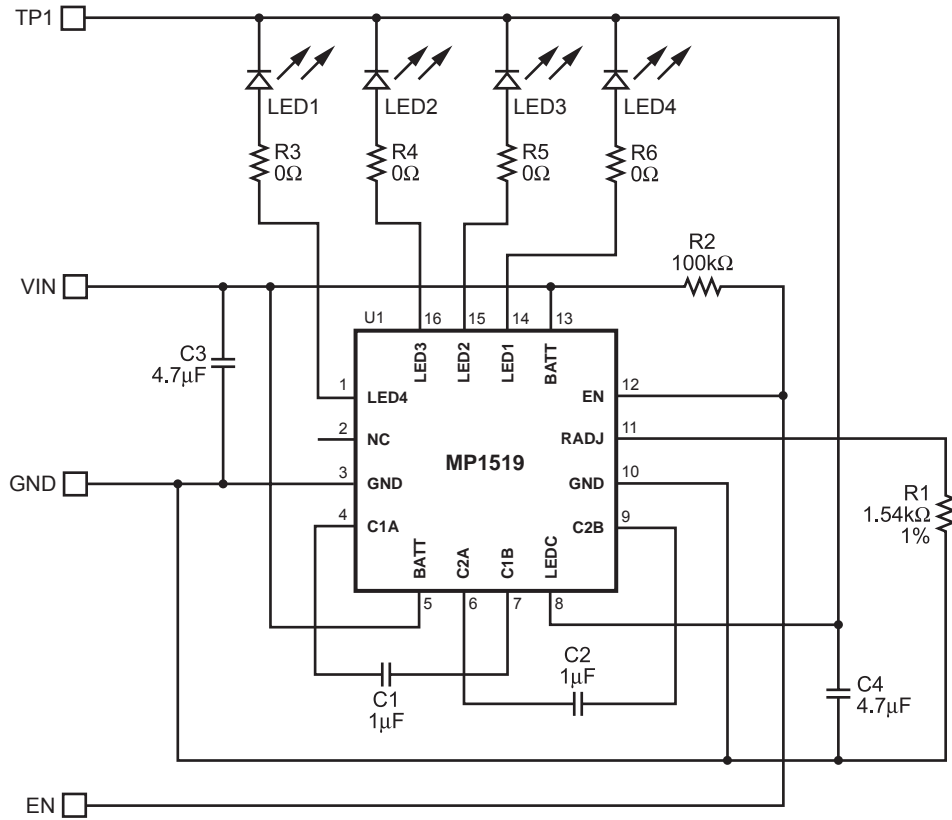 TP1
LED1
LED2
LED3
LED4
R3
0Ω
R4
0Ω
R5
0Ω
R6
0Ω
R2
100kΩ
VIN
U1
16
15
14
13
LED3
LED2
LED1
BATT
C3
4.7µF
1
LED4
EN
12
2
NC
RADJ
11
MP1519
GND
3
GND
GND
10
R1
1.54kΩ
1%
4
C1A
C2B
9
BATT
C2A
C1B
LEDC
5
6
7
8
C1
1µF
C2
1µF
C4
4.7µF
EN